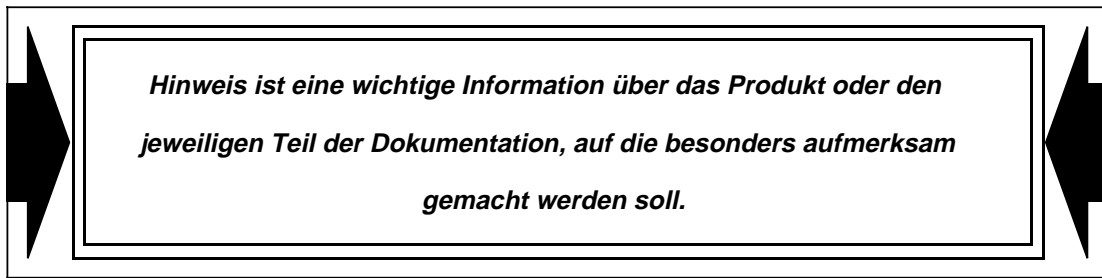 Hinweis ist eine wichtige Information über das Produkt oder den
jeweiligen Teil der Dokumentation, auf die besonders aufmerksam
gemacht werden soll.